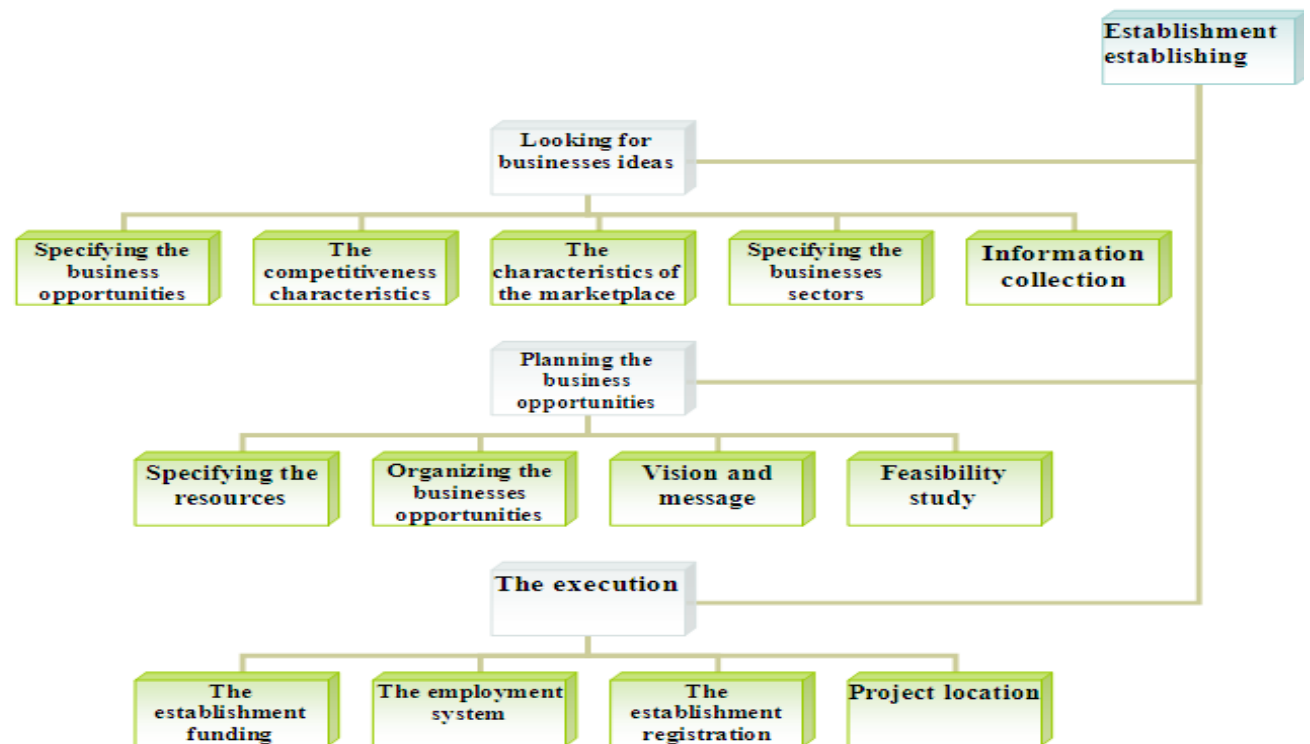 Establishment
establishing
Looking for
businesses ideas
Specifying the
business
opportunities
The
competitiveness
characteristics
The
characteristics of
the marketplace
Specifying the
businesses
sectors
Information
collection
Planning the
business
opportunities
Specifying the
resources
Organizing the
businesses
opportunities
Vision and
message
Feasibility
study
The execution
The
establishment
funding
The employment
system
The
establishment
registration
Project location